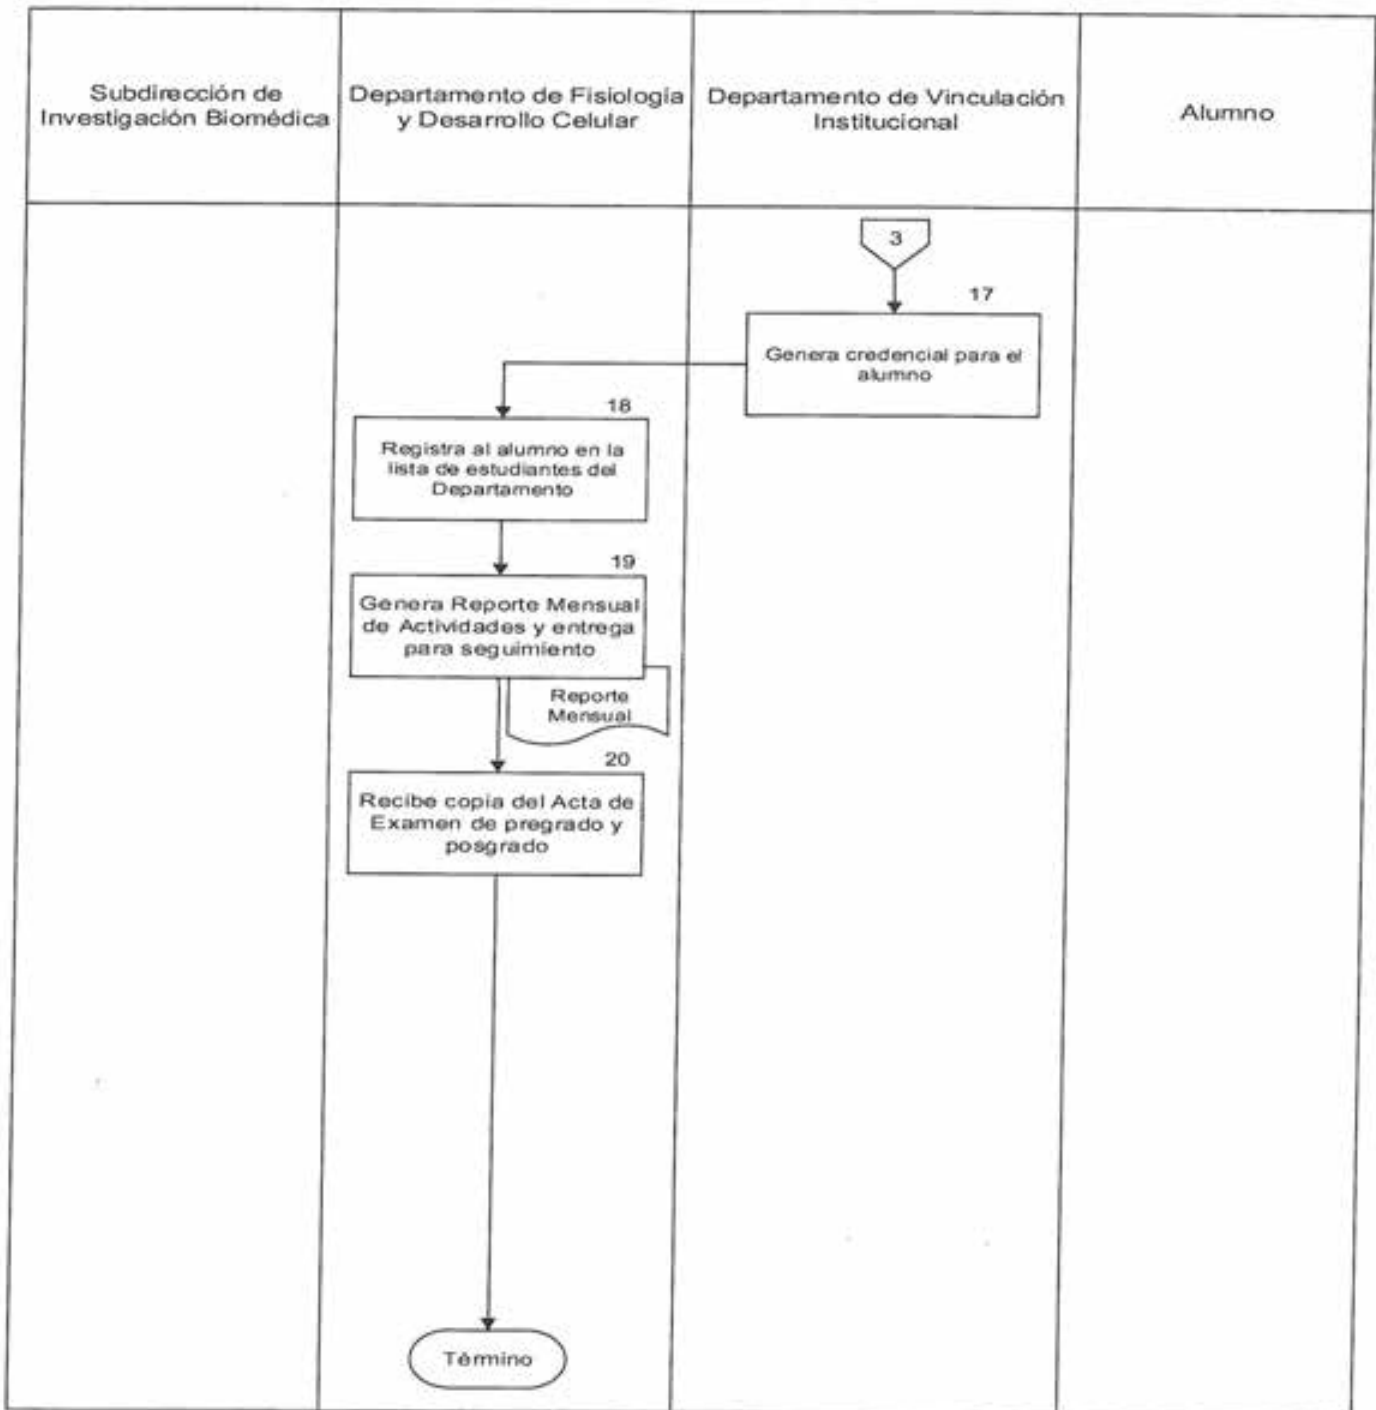 Subdirección de
Investigación Biomédica
Departamento de Fisiología
y Desarrollo Celular
Departamento de Vinculación
Institucional
Alumno
3
17
Genera credencial para el
alumno
18
Registra al alumno en la
lista de estudiantes del
Departamento
19
Genera Reporte Mensual
de Actividades y entrega
para seguimiento
Reporte
Mensual
20
Recibe copia del Acta de
Examen de pregrado y
posgrado
Término